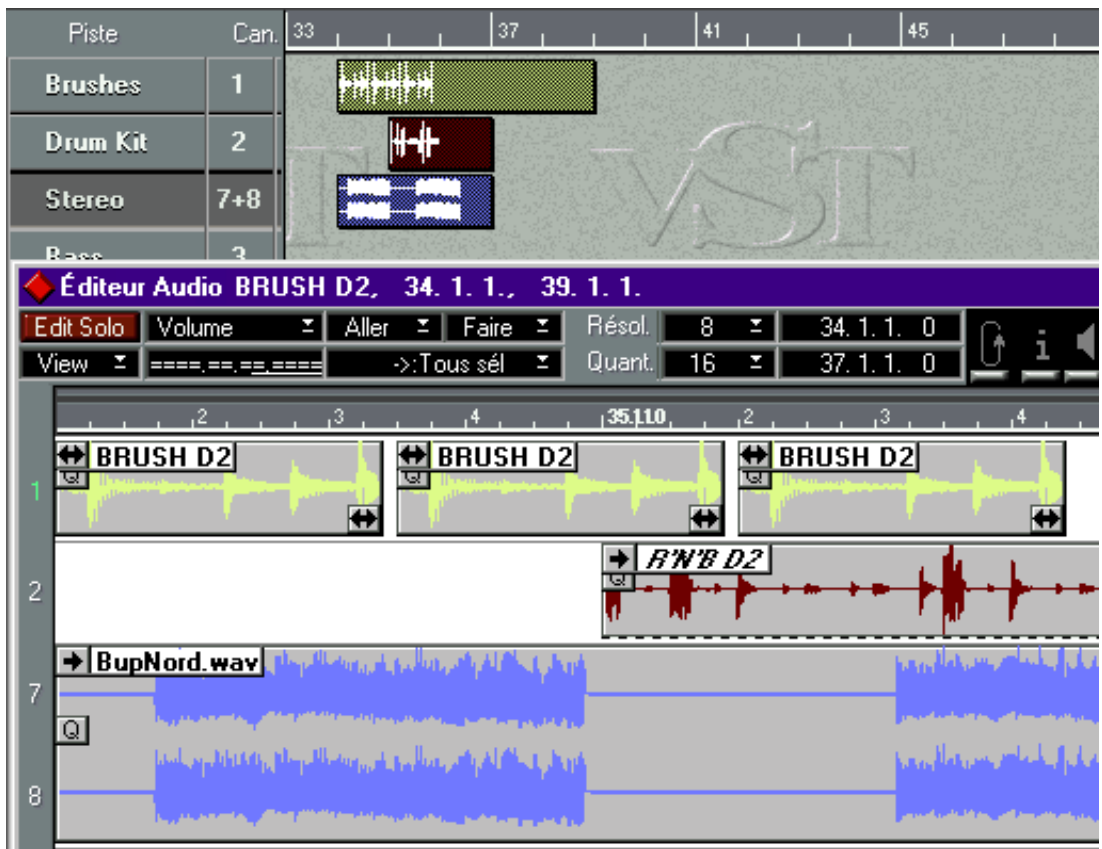 Piste Can. 33 37 41 45
Brushes 1
Drum Kit 2
Stereo 7+8
Bass 3
VST
Éditeur Audio BRUSH D2, 34. 1. 1., 39. 1. 1.
Edit Solo Volume Aller Faire Résol. 8 34. 1. 1. 0
View ====.==.==.==== ->:Tous sél Quant. 16 37. 1. 1. 0
2 3 4 35.1.1.0 2 3 4
1 BRUSH D2 BRUSH D2 BRUSH D2
Q Q Q
2 R'N'B D2
Q
BupNord.wav
7
Q
8